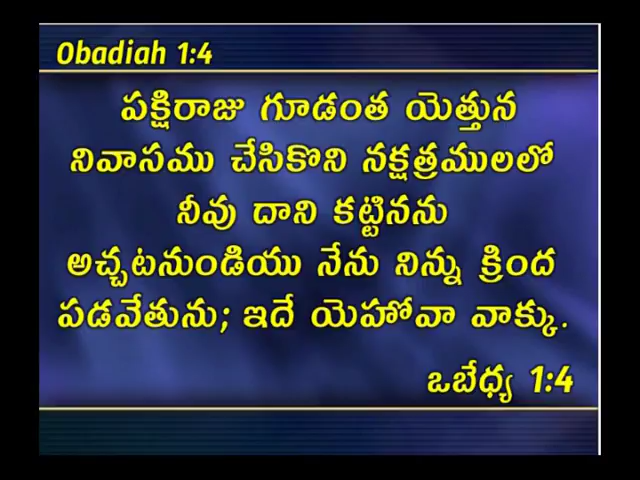 Obadiah 1:4
పక్షిరాజు గూడంత యెత్తున
నివాసము చేసికొని నక్షత్రములలో
నీవు దాని కట్టినను
అచ్చటనుండియు నేను నిన్ను క్రింద
పడవేతును; ఇదే యెహోవా వాక్కు.
ఒబేధ్య 1:4